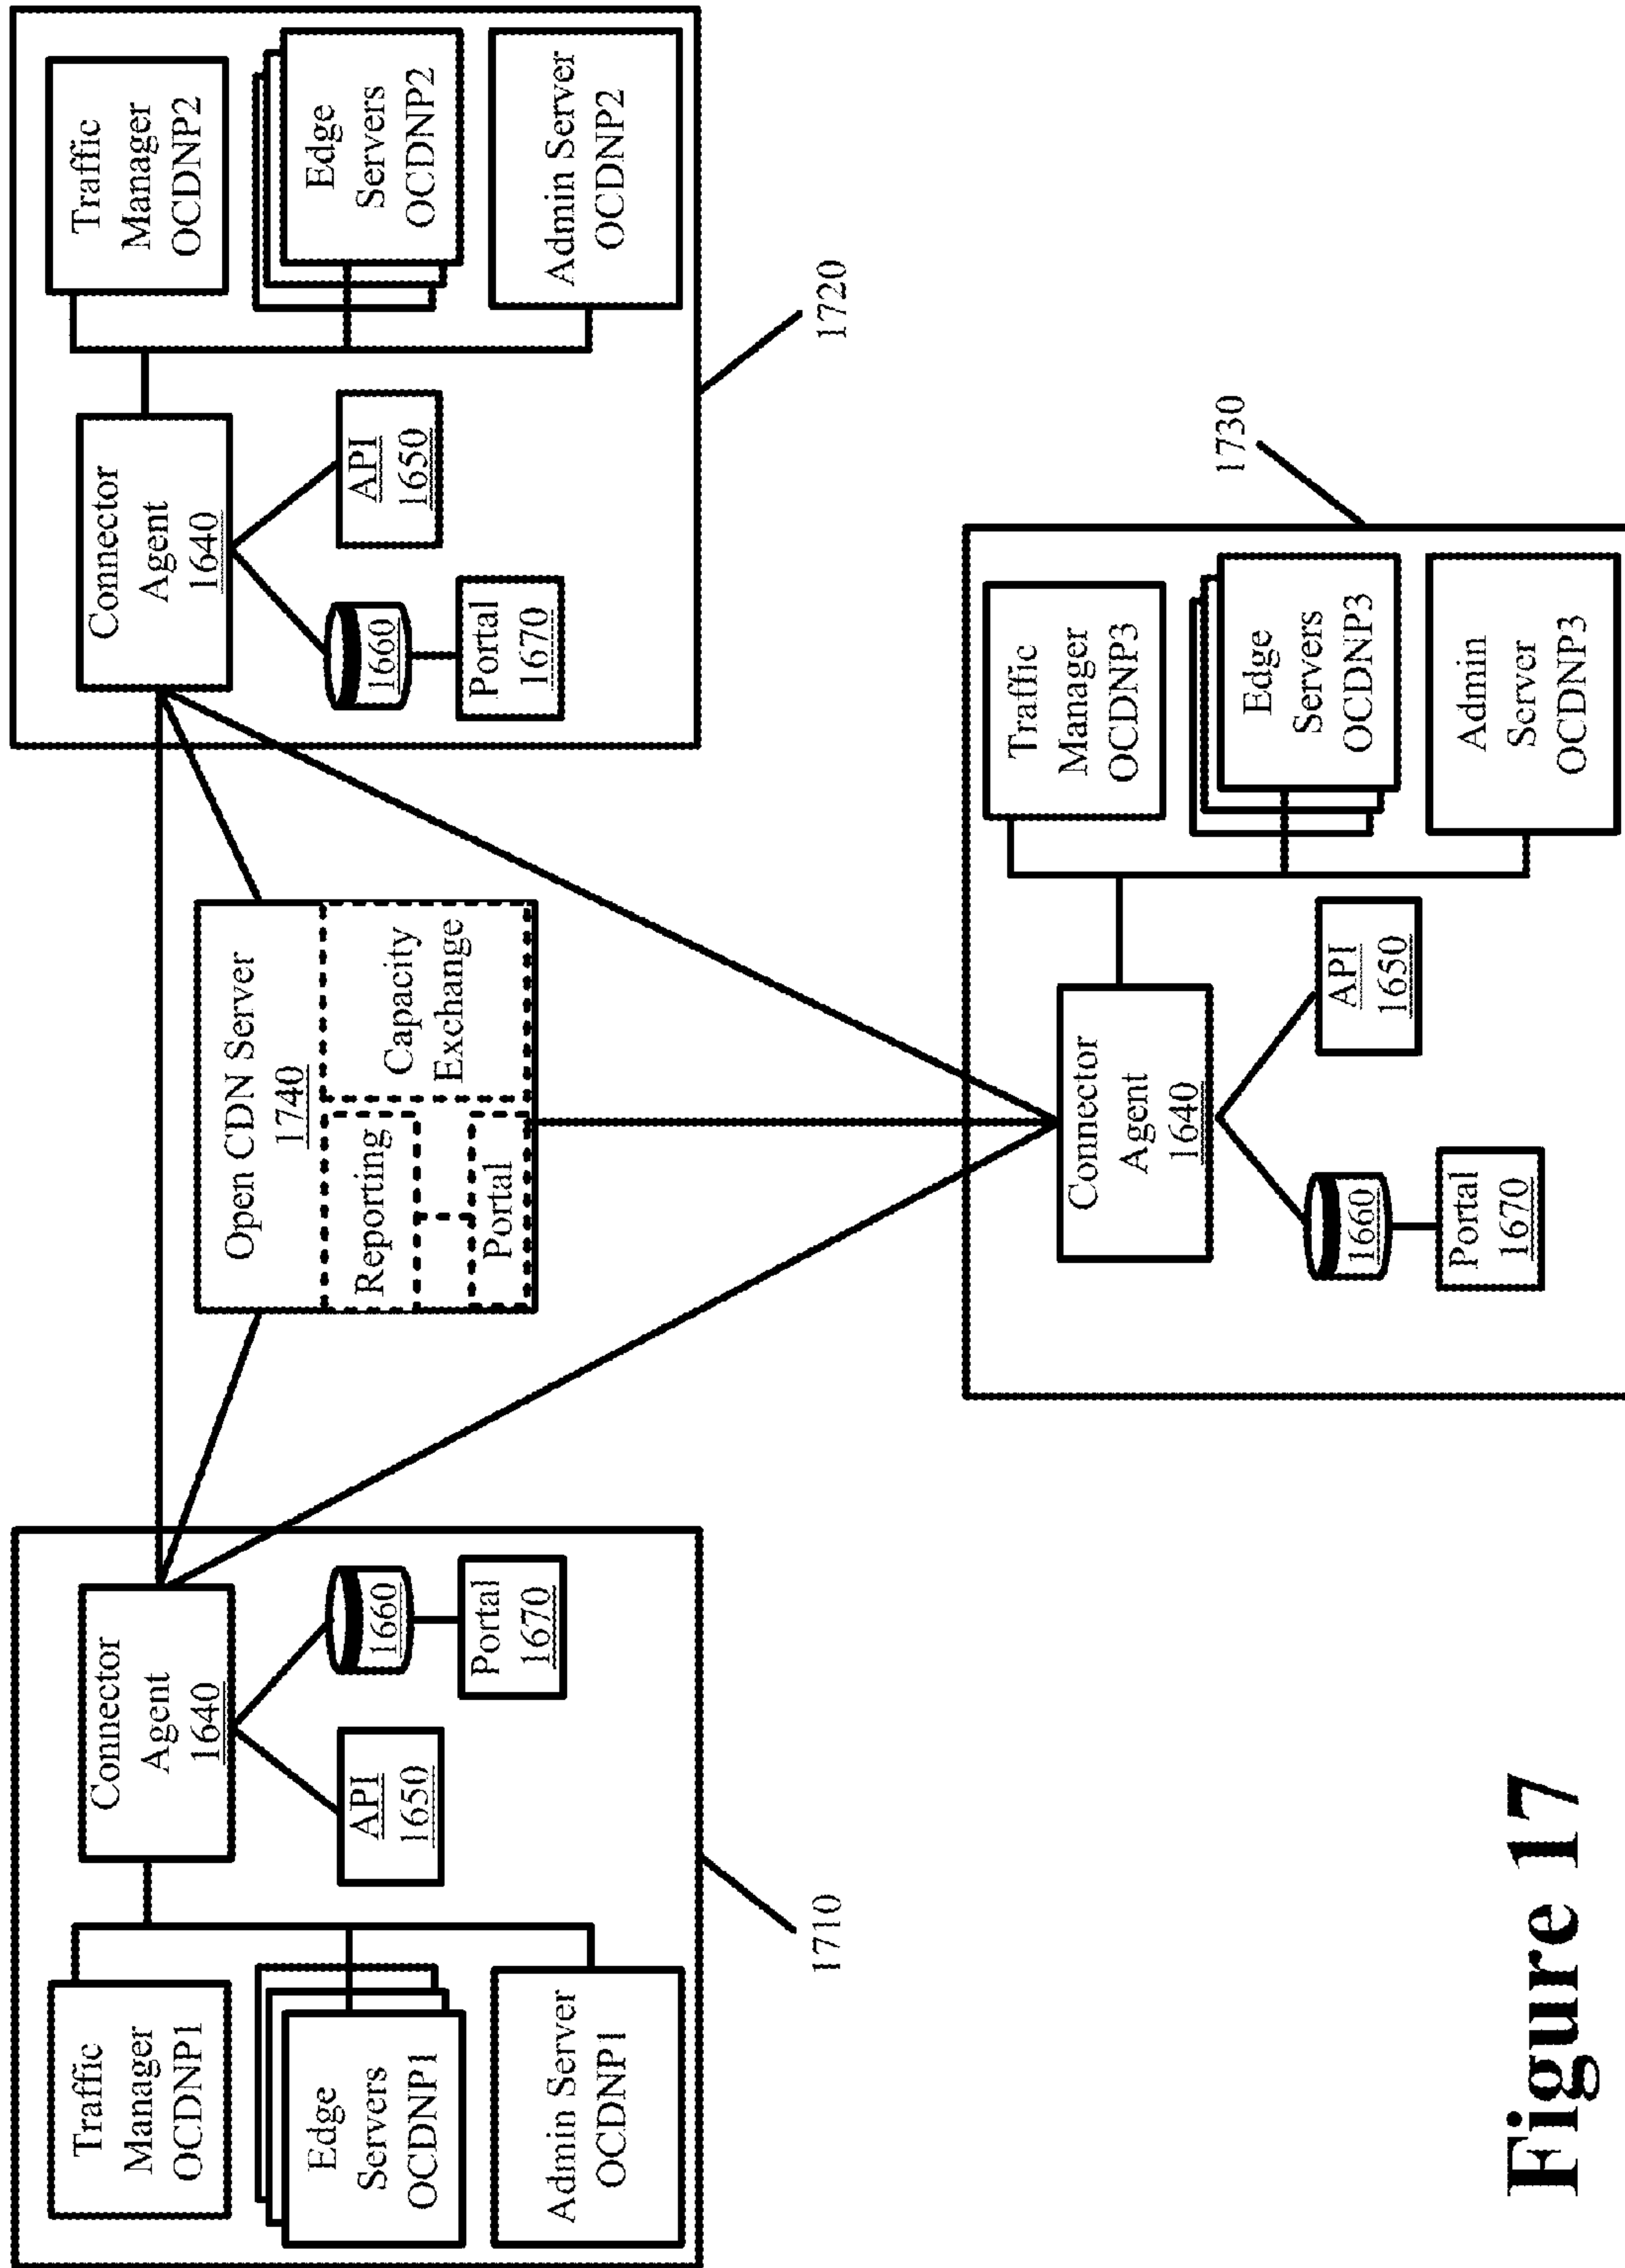 Traffic
Manager
OCDNP1
Edge
Servers
OCDNP1
Admin Server
OCDNP1
Connector
Agent
1640
API
1650
1660
Portal
1670
1710
Open CDN Server
1740
Reporting
Portal
Capacity
Exchange
Connector
Agent
1640
1660
Portal
1670
API
1650
Traffic
Manager
OCDNP2
Edge
Servers
OCDNP2
Admin Server
OCDNP2
1720
Connector
Agent
1640
1660
Portal
1670
API
1650
Traffic
Manager
OCDNP3
Edge
Servers
OCDNP3
Admin
Server
OCDNP3
1730
Figure 17